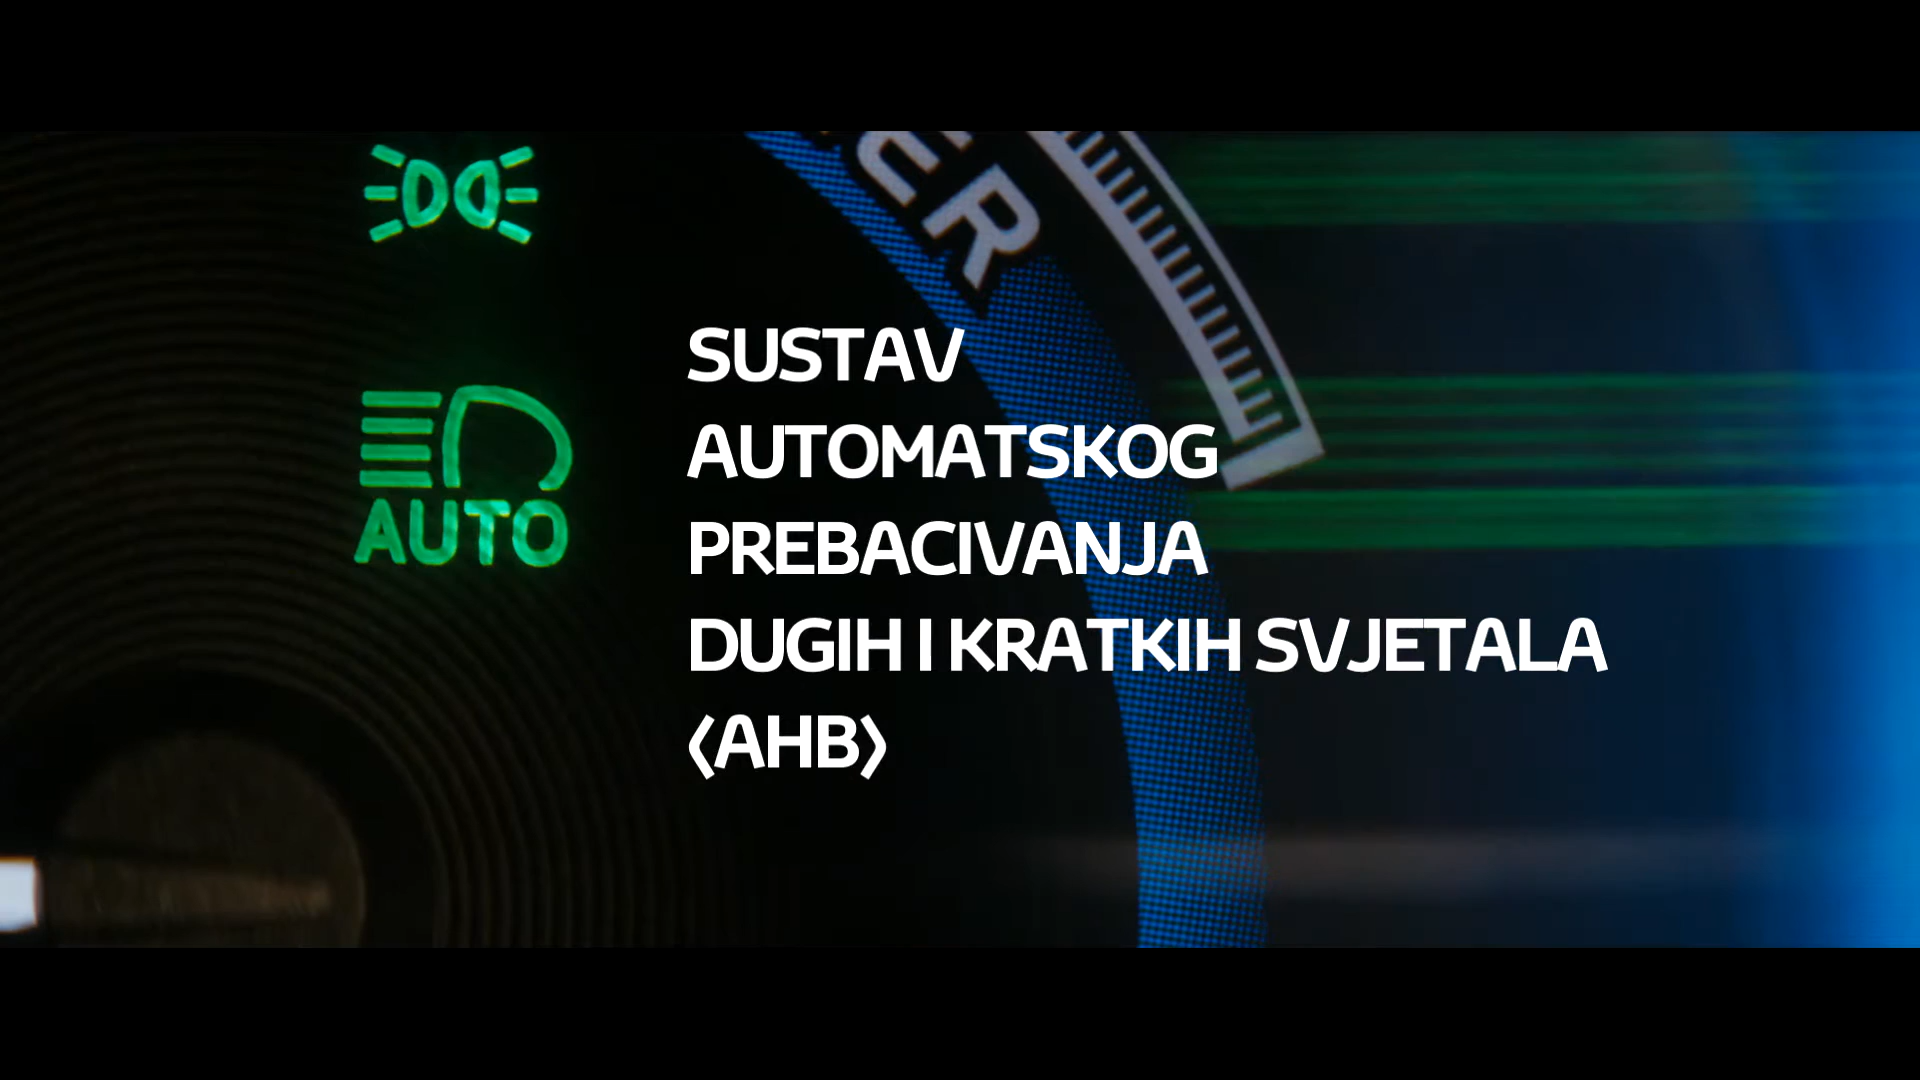 AUTO
SUSTAV
AUTOMATSKOG
PREBACIVANJA
DUGIH I KRATKIH SVJETALA
(AHB)